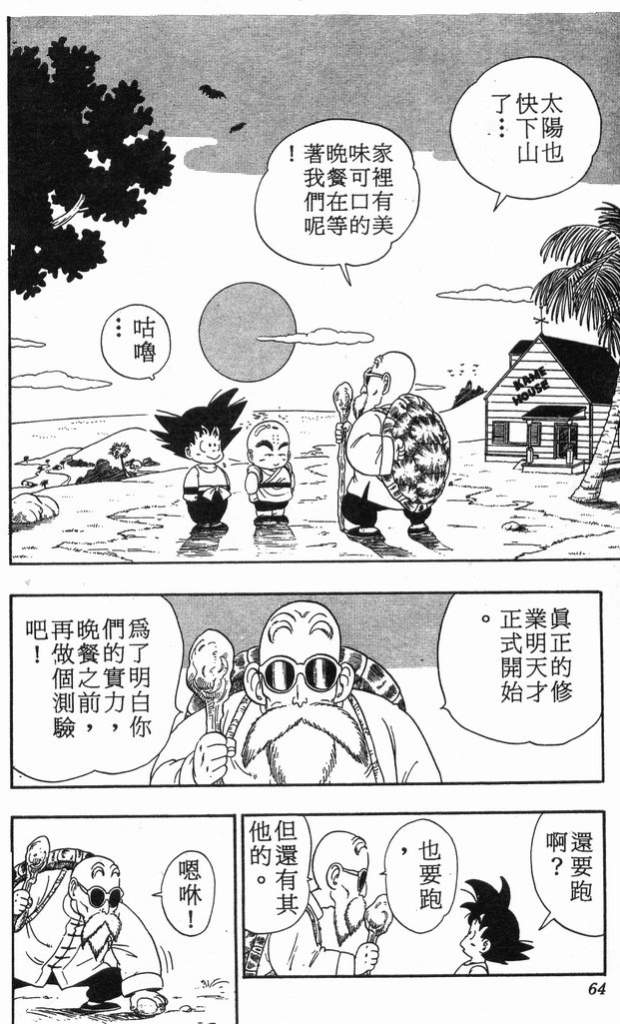 太陽也
快下山
了…
家裡有美
味可口的
晚餐在等
著我們呢
！
咕嚕
…
KAME
HOUSE
眞正的修
業明天才
正式開始
。
爲了明白你
們的實力，
晚餐之前，
再做個測驗
吧！
還要跑
啊？
也要跑
，
但還有其
他的。
嗯咻！
64